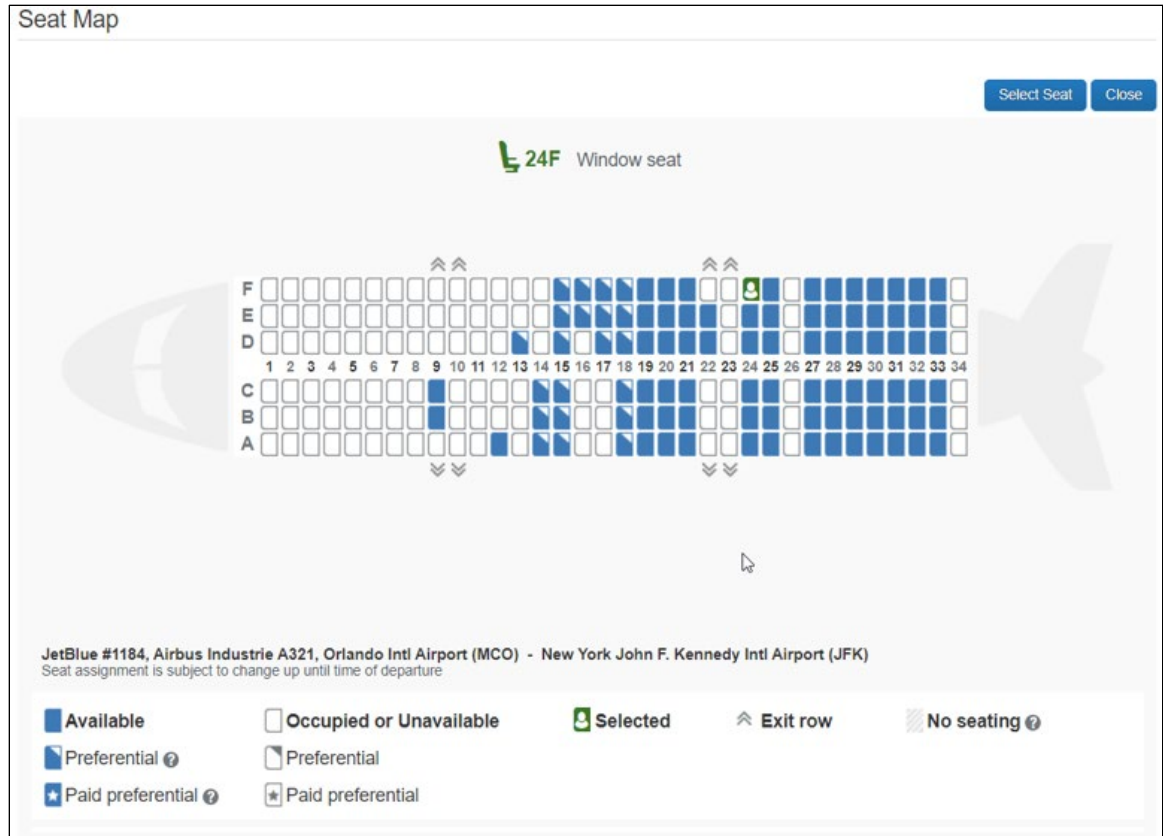 Seat Map
Select Seat Close
24F Window seat
F
E
D
1 2 3 4 5 6 7 8 9 10 11 12 13 14 15 16 17 18 19 20 21 22 23 24 25 26 27 28 29 30 31 32 33 34
C
B
A
JetBlue #1184, Airbus Industrie A321, Orlando Intl Airport (MCO) - New York John F. Kennedy Intl Airport (JFK)
Seat assignment is subject to change up until time of departure
Available Occupied or Unavailable Selected Exit row No seating ?
Preferential ? Preferential
Paid preferential ? Paid preferential